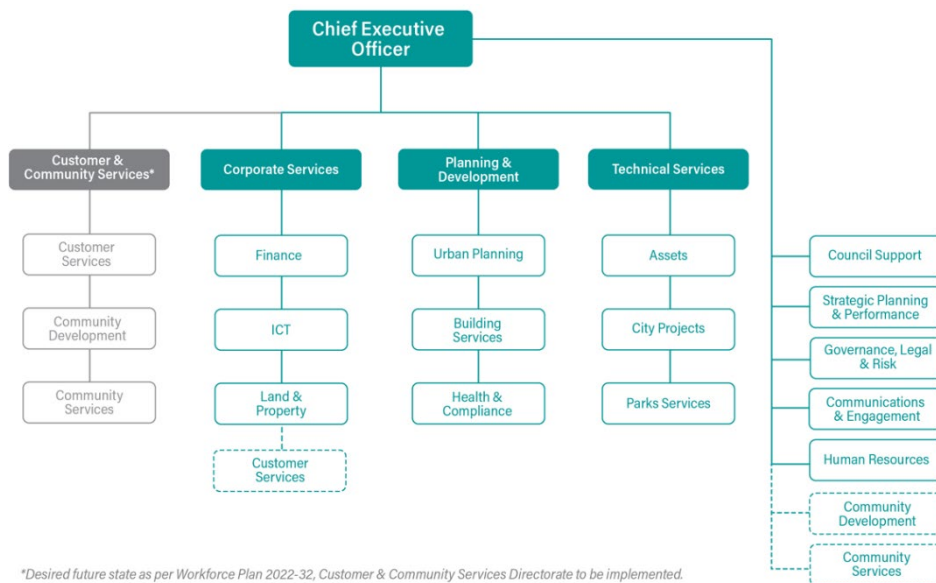 Chief Executive
Officer
Customer &
Community Services*
Corporate Services
Planning &
Development
Technical Services
Customer
Services
Community
Development
Community
Services
Finance
ICT
Land &
Property
Customer
Services
Urban Planning
Building
Services
Health &
Compliance
Assets
City Projects
Parks Services
Council Support
Strategic Planning
& Performance
Governance, Legal
& Risk
Communications
& Engagement
Human Resources
Community
Development
Community
Services
*Desired future state as per Workforce Plan 2022-32, Customer & Community Services Directorate to be implemented.